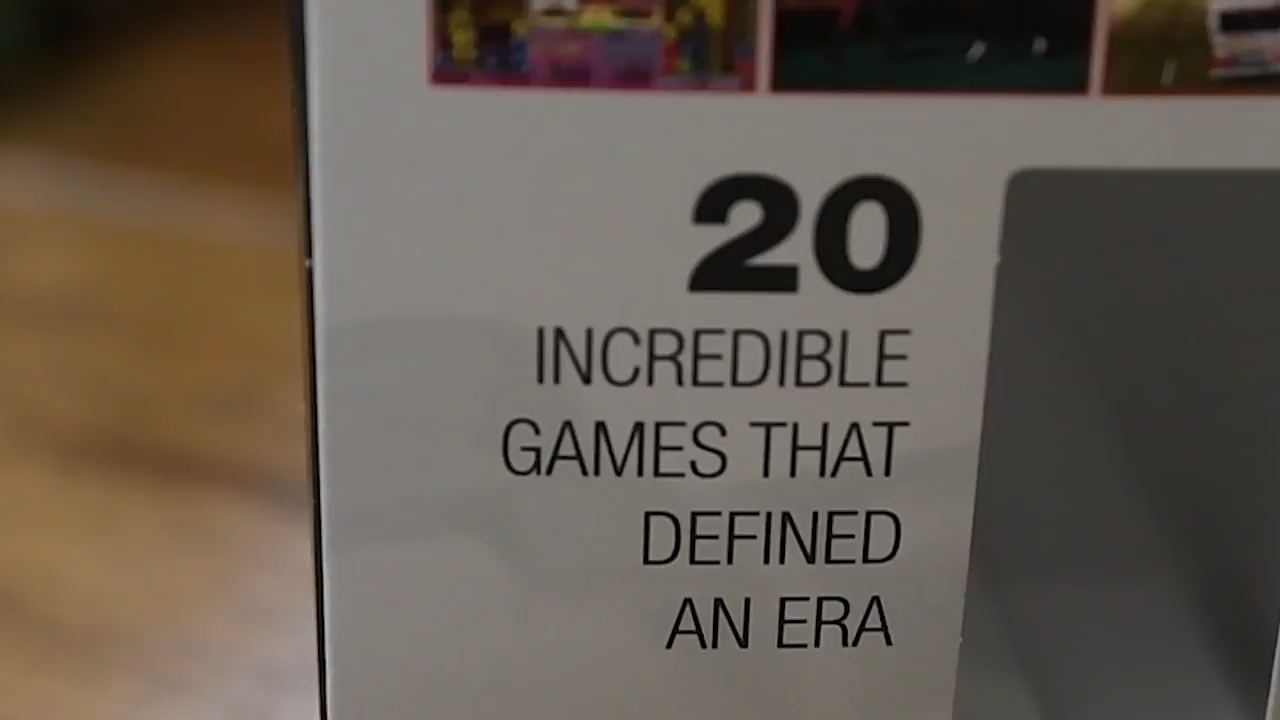 20
INCREDIBLE
GAMES THAT
DEFINED
AN ERA